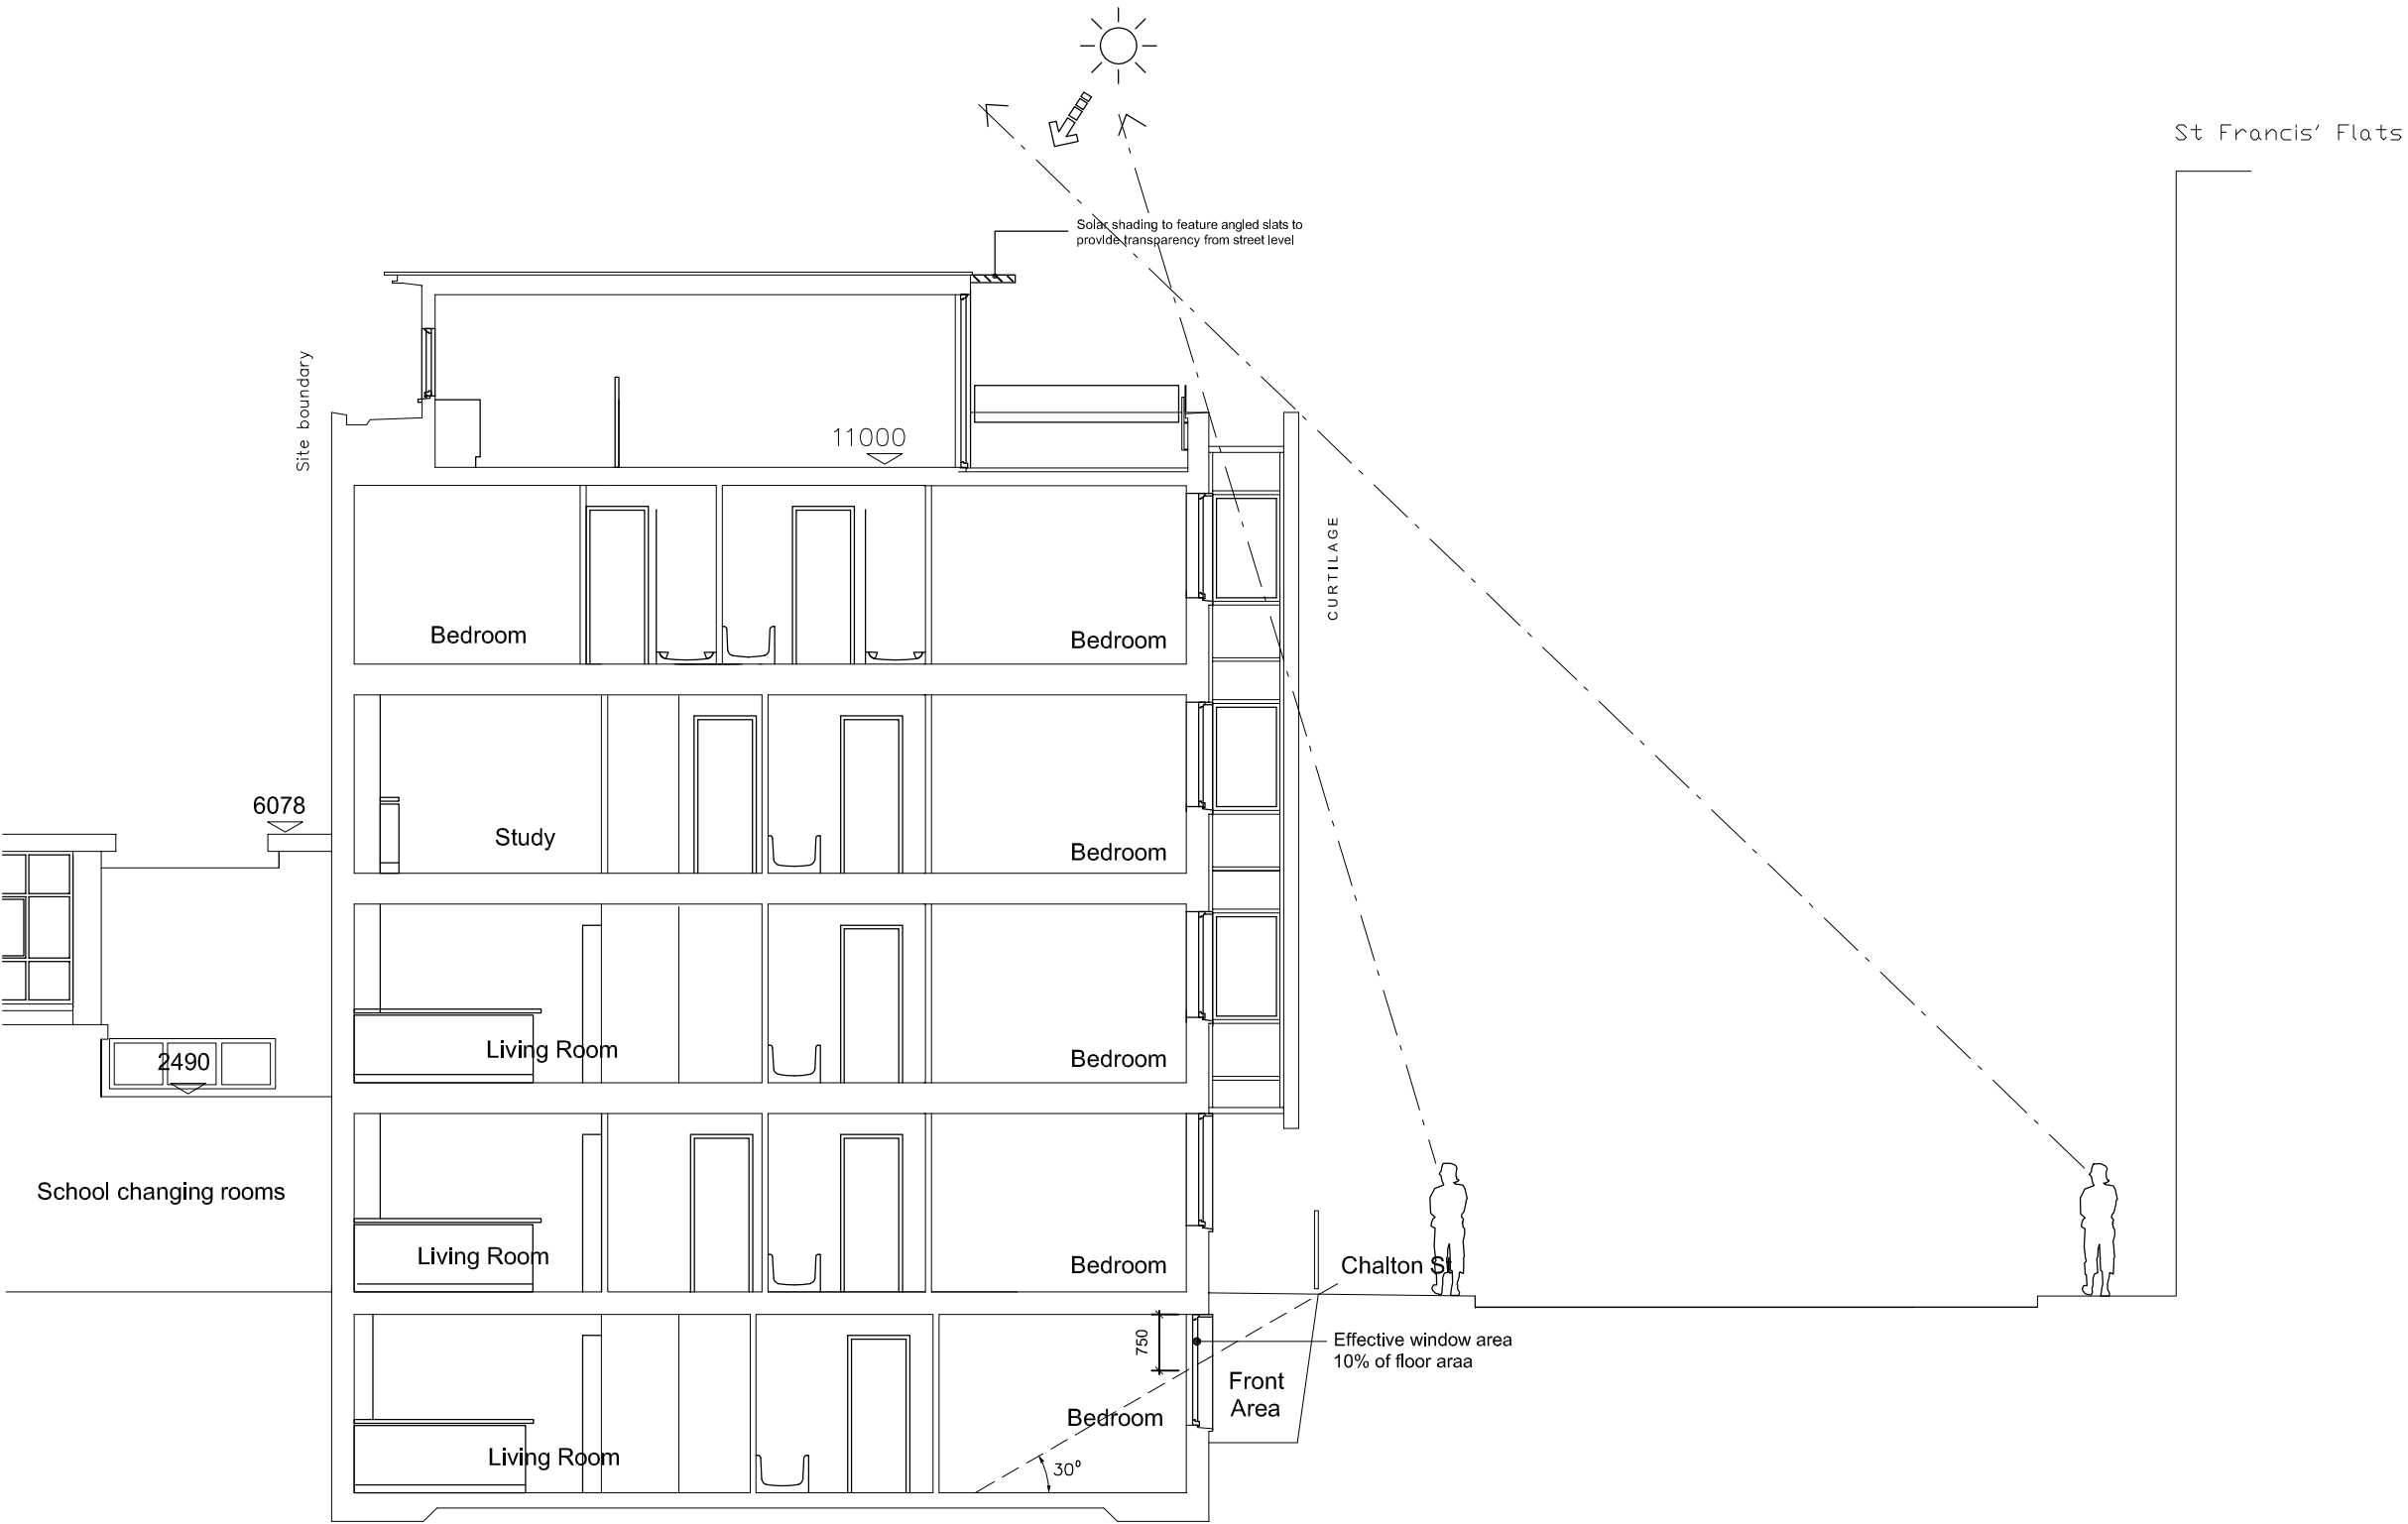 St Francis' Flats
Solar shading to feature angled slats to
provide transparency from street level
Site boundary
11000
CURTILAGE
Bedroom
Bedroom
6078
Study
Bedroom
2490
Living Room
Bedroom
School changing rooms
Living Room
Bedroom
Chalton St
750
Effective window area
10% of floor araa
Front
Area
Bedroom
Living Room
30°